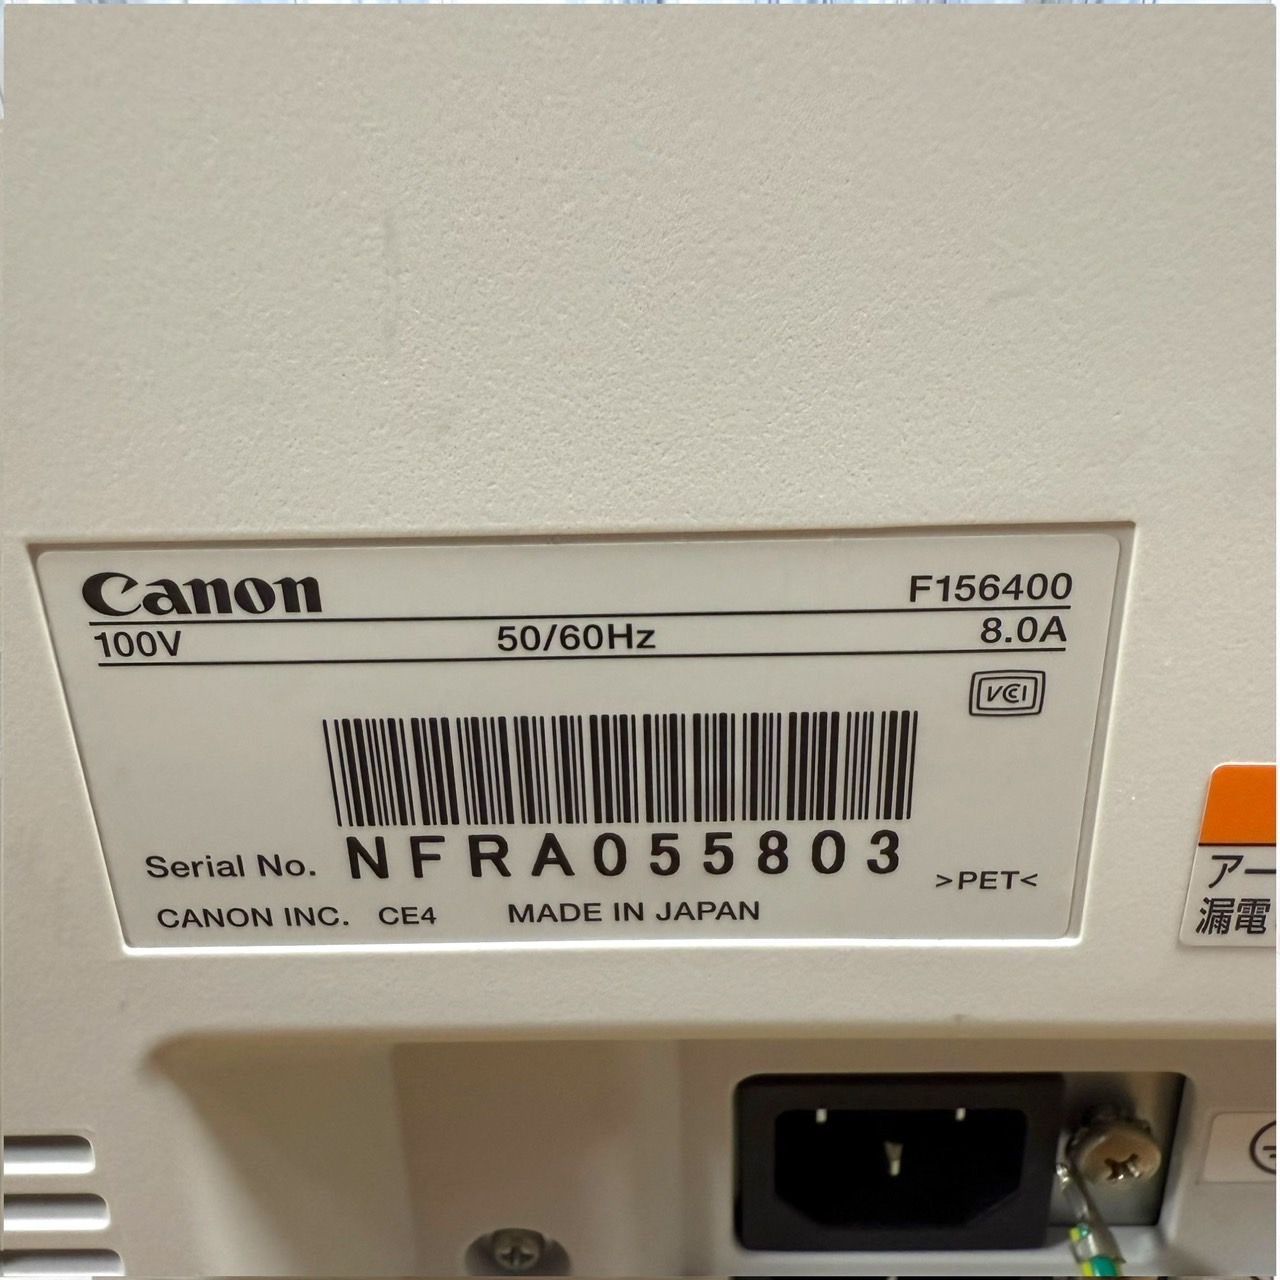 Canon F156400
100V 50/60Hz 8.0A
VCCI
Serial No. NFRA055803
>PET<
CANON INC. CE4 MADE IN JAPAN
アー
漏電